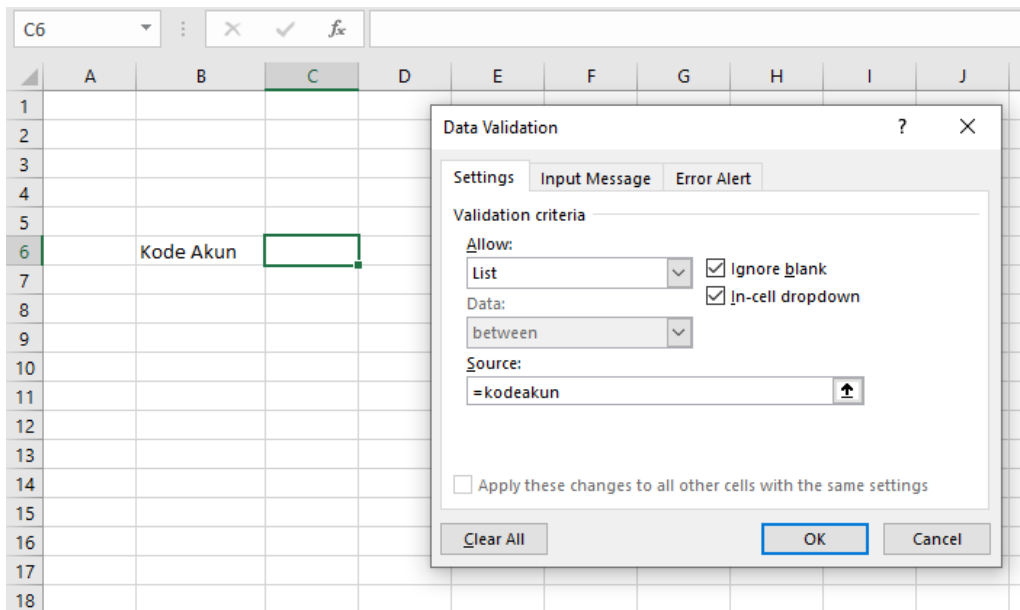 C6 fx
A B C D E F G H I J
1
2
3
4
5
6 Kode Akun
7
8
9
10
11
12
13
14
15
16
17
18
Data Validation ? ×
Settings Input Message Error Alert
Validation criteria
Allow:
List
Ignore blank
In-cell dropdown
Data:
between
Source:
=kodeakun
Apply these changes to all other cells with the same settings
Clear All OK Cancel